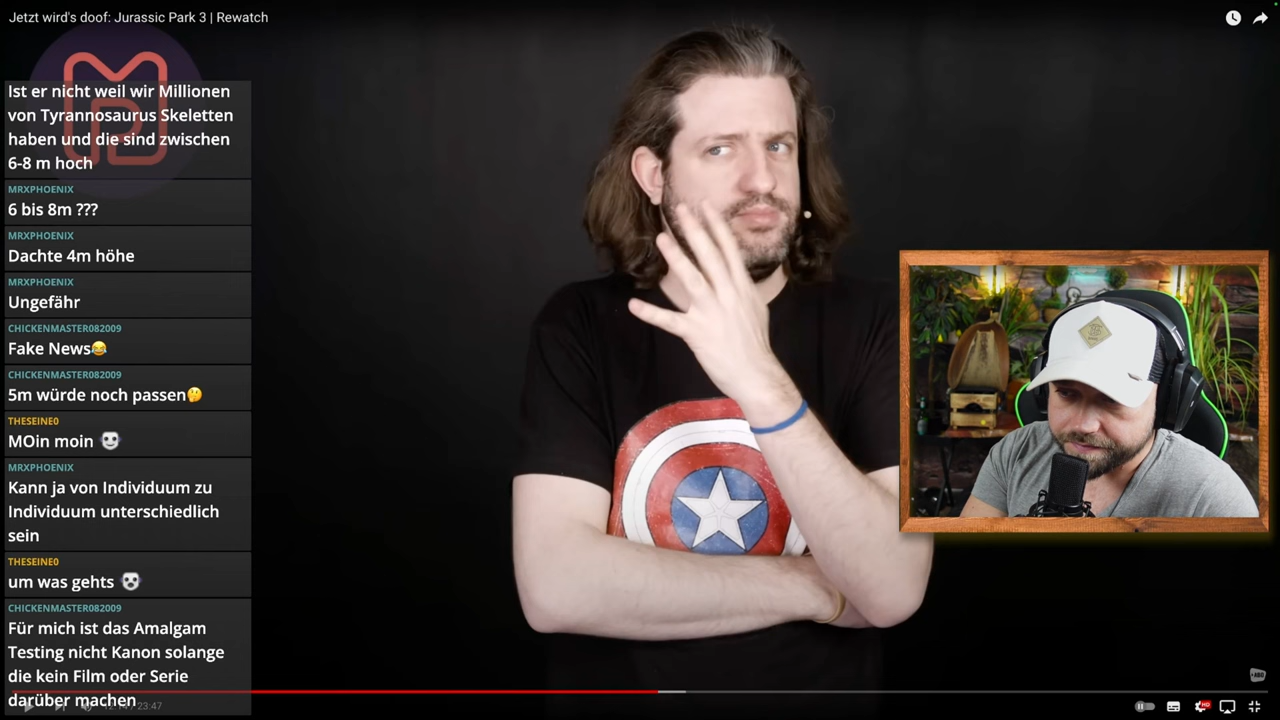 Jetzt wird's doof: Jurassic Park 3 | Rewatch
Ist er nicht weil wir Millionen
von Tyrannosaurus Skeletten
haben und die sind zwischen
6-8 m hoch
MRXPHOENIX
6 bis 8m ???
MRXPHOENIX
Dachte 4m höhe
MRXPHOENIX
Ungefähr
CHICKENMASTER082009
Fake News😂
CHICKENMASTER082009
5m würde noch passen🤔
THESEINE0
MOin moin
MRXPHOENIX
Kann ja von Individuum zu
Individuum unterschiedlich
sein
THESEINE0
um was gehts
CHICKENMASTER082009
Für mich ist das Amalgam
Testing nicht Kanon solange
die kein Film oder Serie
darüber machen
23:47
HD